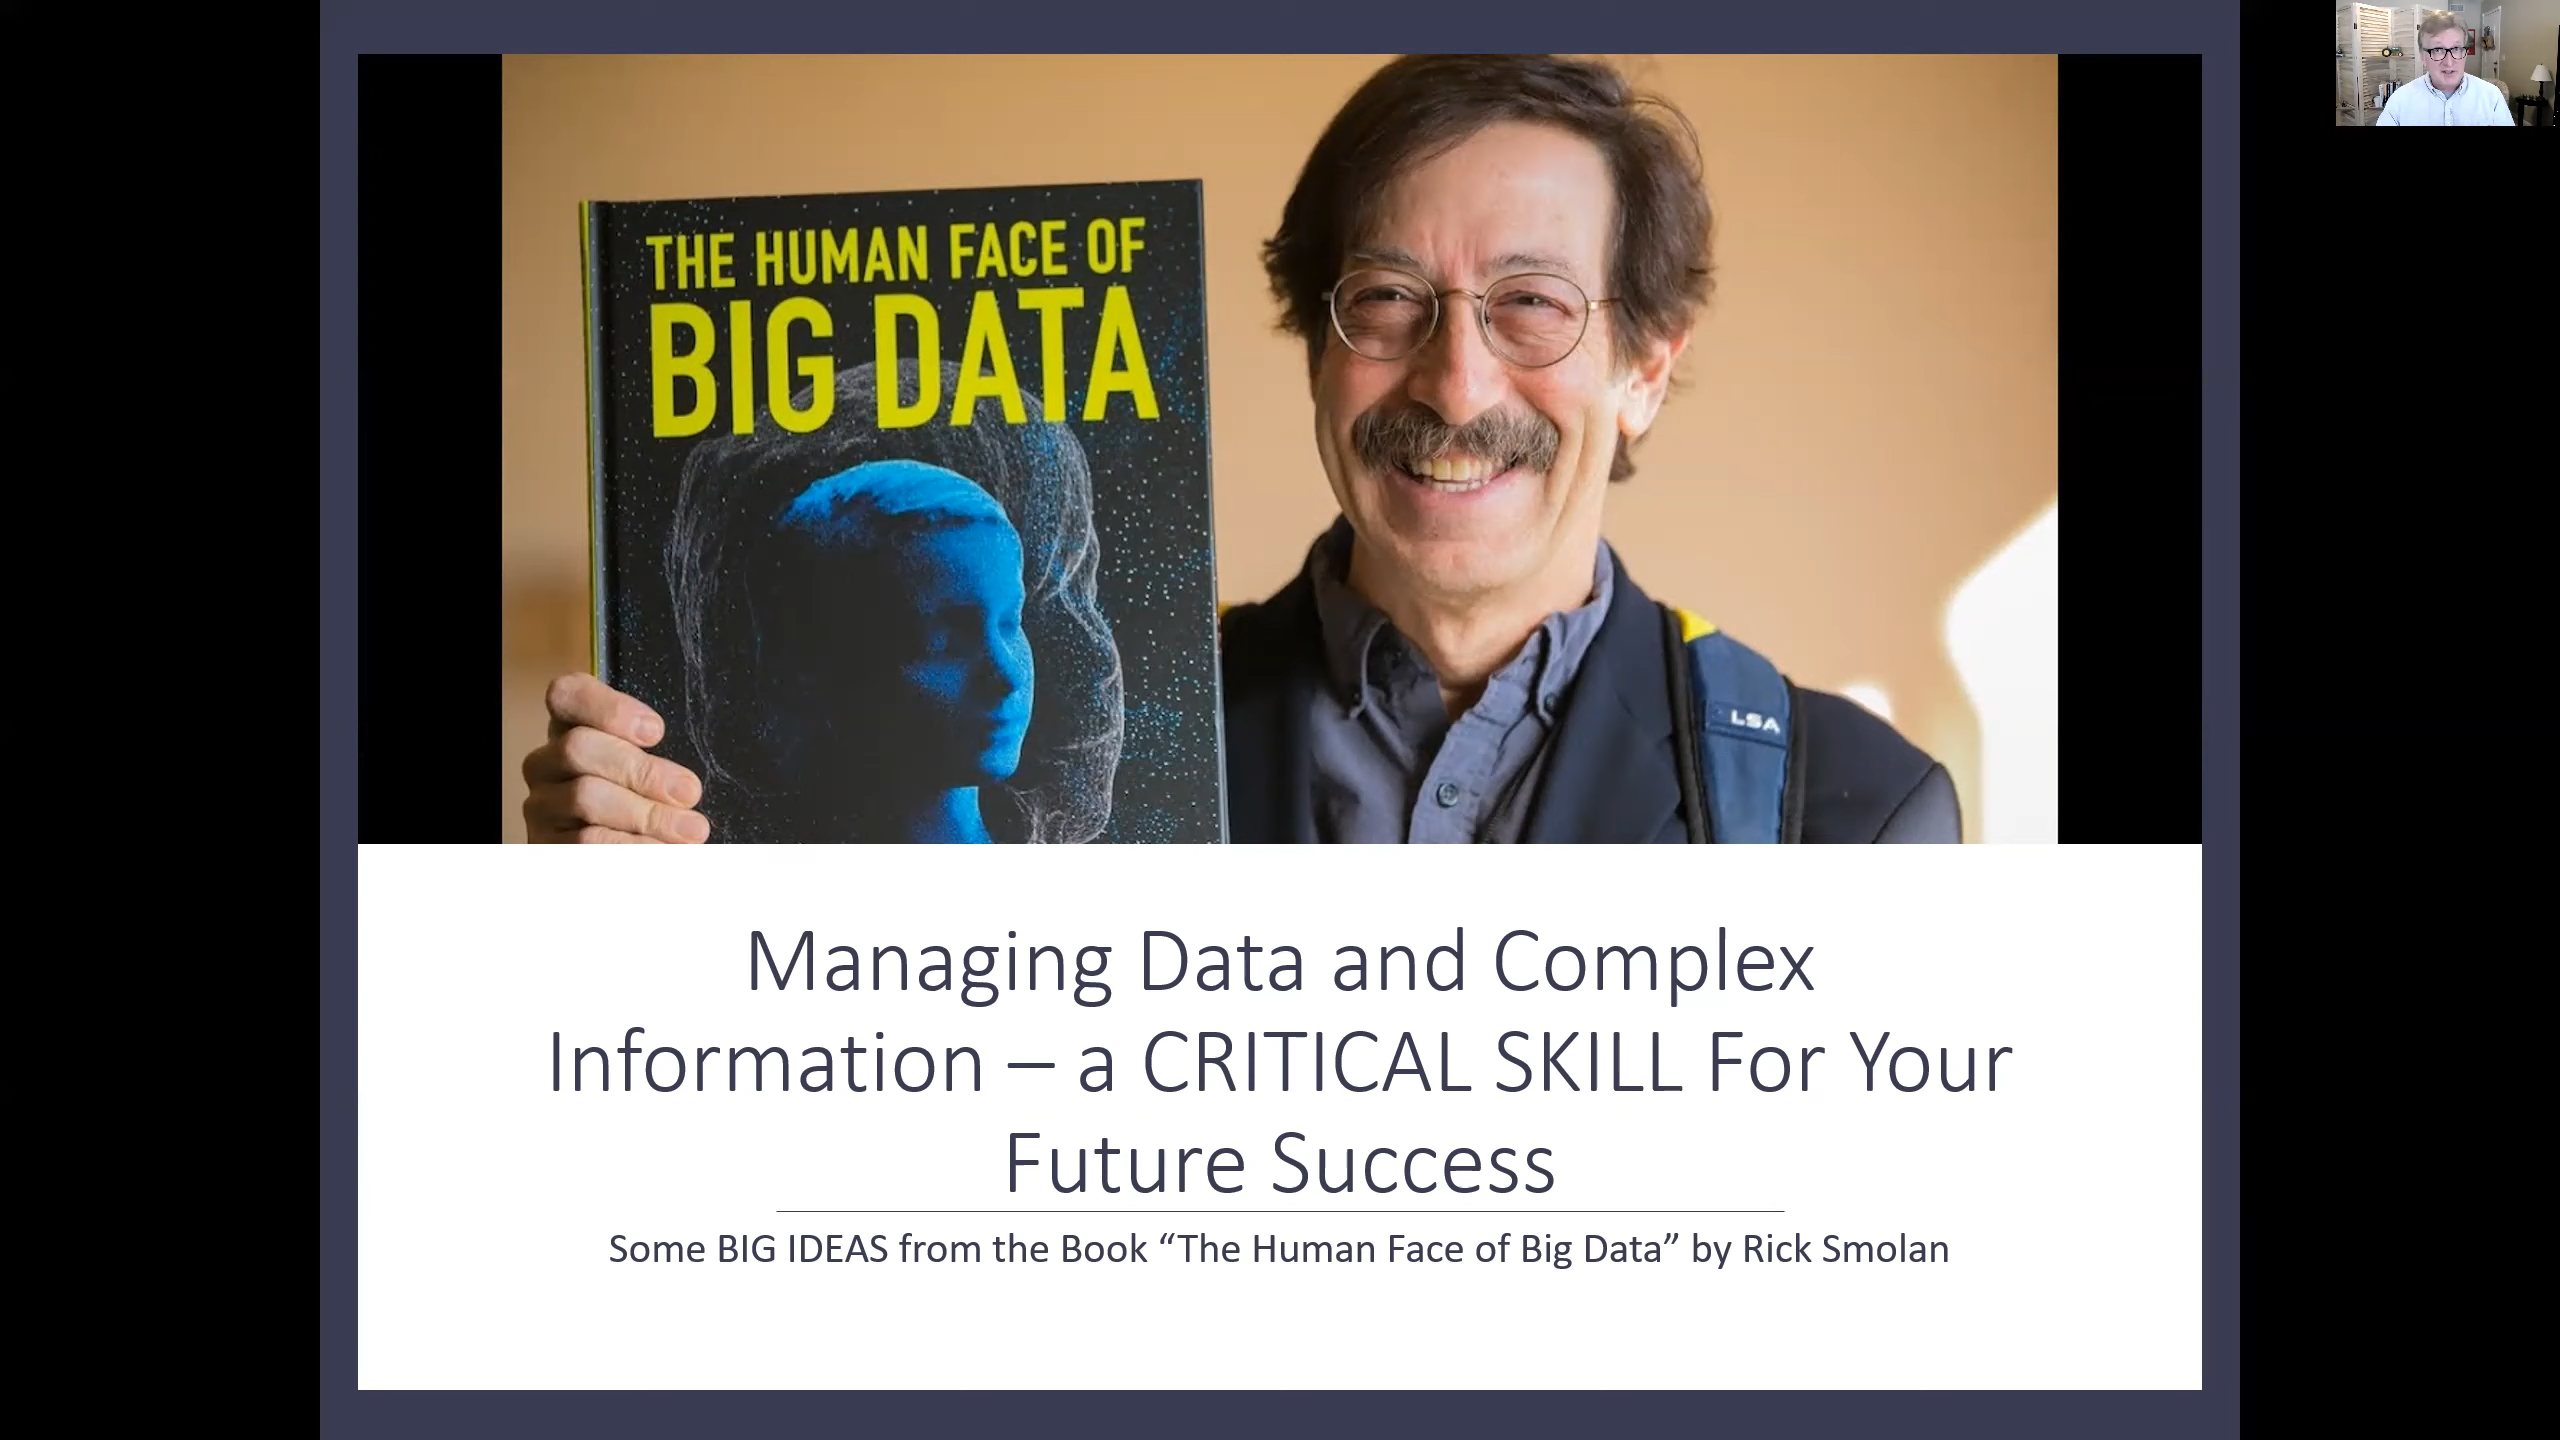 THE HUMAN FACE OF
BIG DATA
LSA
Managing Data and Complex
Information – a CRITICAL SKILL For Your
Future Success
Some BIG IDEAS from the Book “The Human Face of Big Data” by Rick Smolan